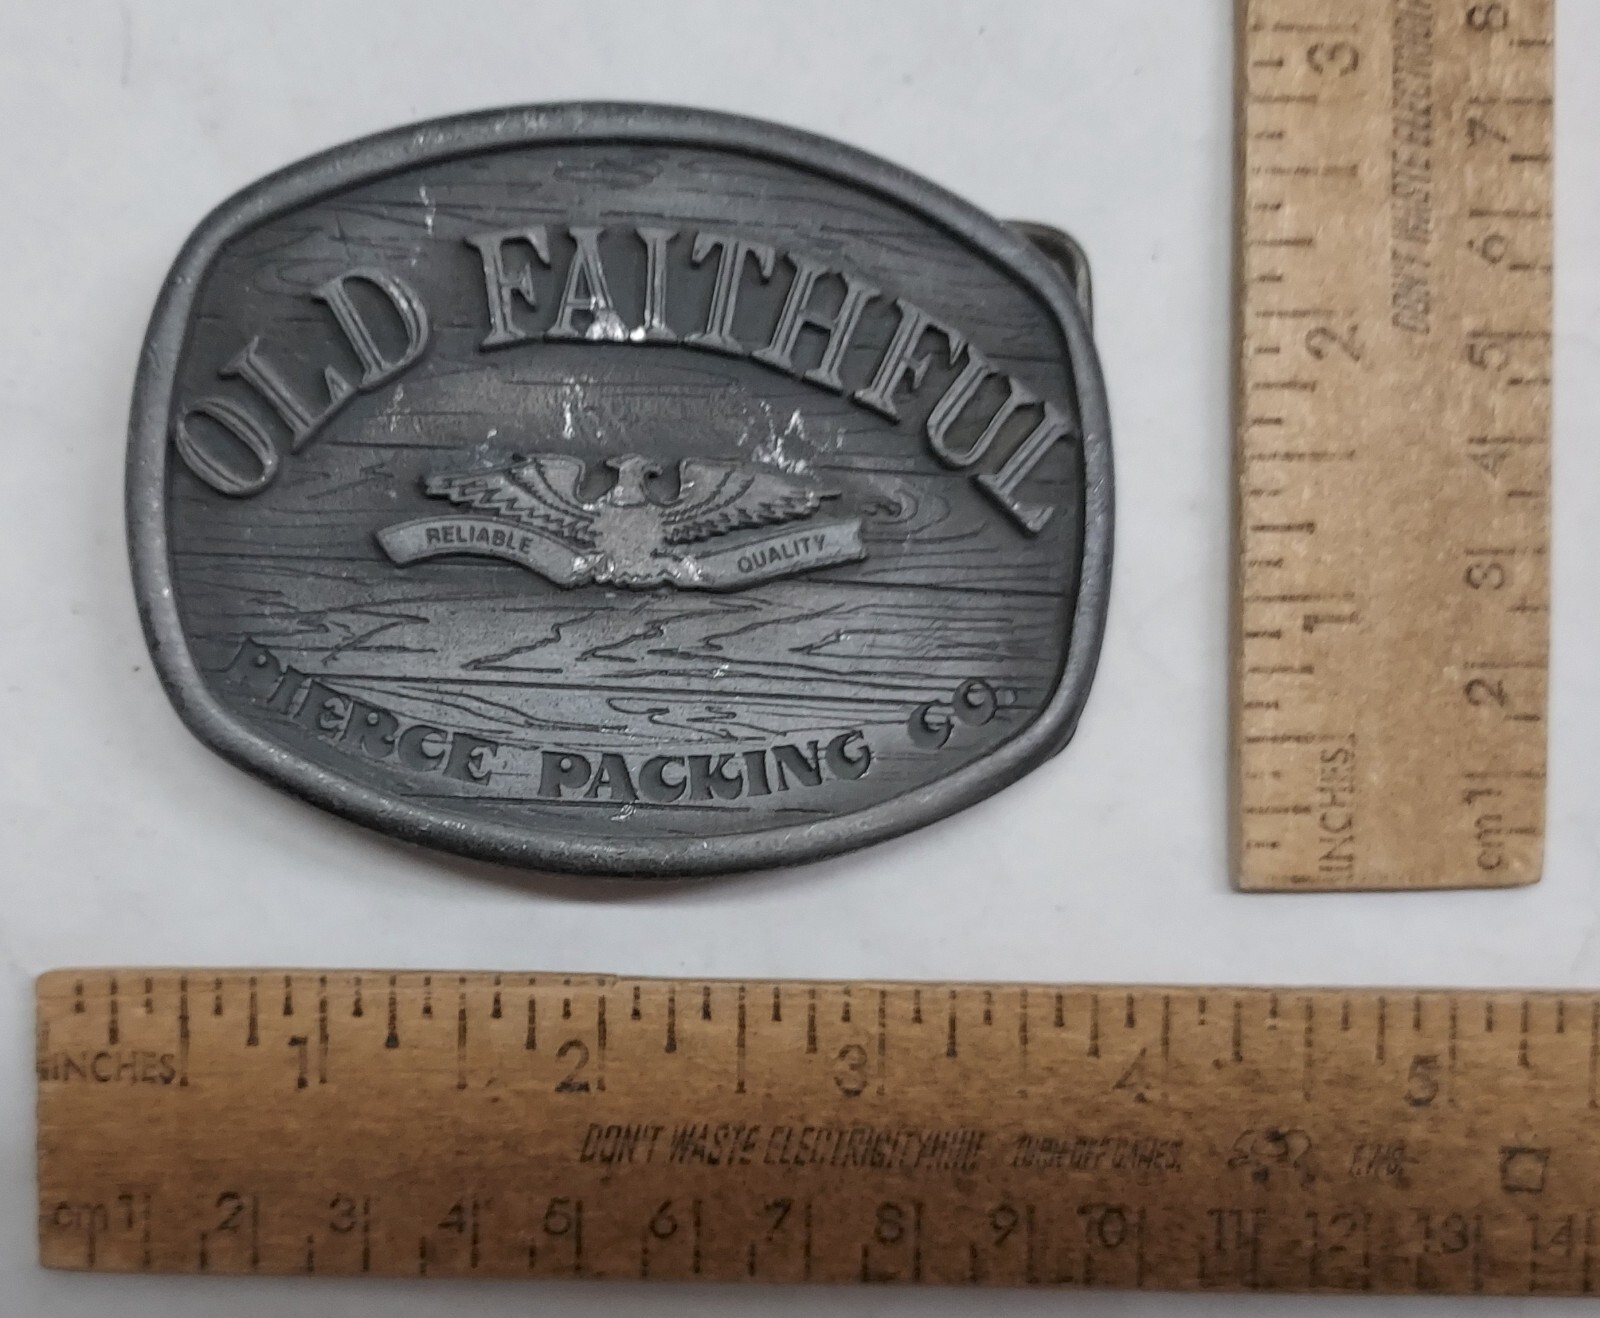 OLD FAITHFUL
RELIABLE QUALITY
PIERCE PACKING CO.
INCHES 1 2 3
DON'T WASTE
cm 1 2 3 4 5 6 7 8
INCHES 1 2 3 4 5
DON'T WASTE ELECTRICITY!!!!!
cm 1 2 3 4 5 6 7 8 9 10 11 12 13 14